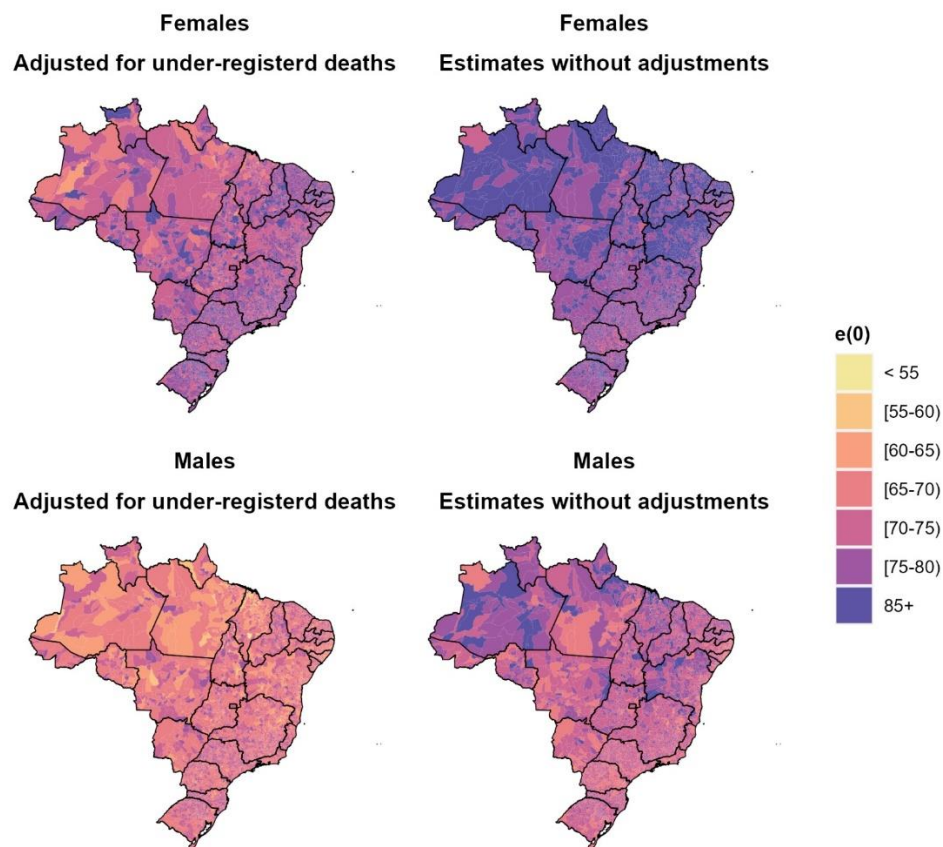 Females
Adjusted for under-registerd deaths
Females
Estimates without adjustments
e(0)
< 55
[55-60)
[60-65)
[65-70)
[70-75)
[75-80)
85+
Males
Adjusted for under-registerd deaths
Males
Estimates without adjustments